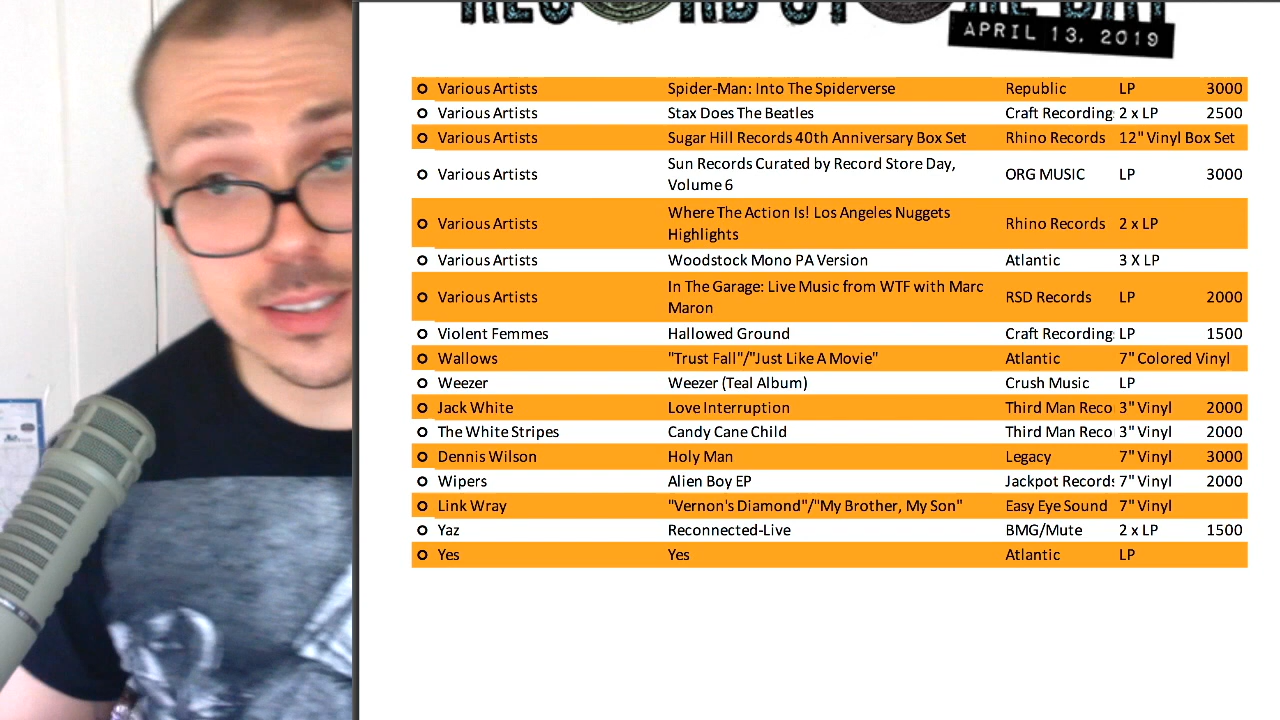 APRIL 13, 2019
Various Artists Spider-Man: Into The Spiderverse Republic LP 3000
Various Artists Stax Does The Beatles Craft Recording 2 x LP 2500
Various Artists Sugar Hill Records 40th Anniversary Box Set Rhino Records 12" Vinyl Box Set
Various Artists Sun Records Curated by Record Store Day, Volume 6 ORG MUSIC LP 3000
Various Artists Where The Action Is! Los Angeles Nuggets Highlights Rhino Records 2 x LP
Various Artists Woodstock Mono PA Version Atlantic 3 X LP
Various Artists In The Garage: Live Music from WTF with Marc Maron RSD Records LP 2000
Violent Femmes Hallowed Ground Craft Recording LP 1500
Wallows "Trust Fall"/"Just Like A Movie" Atlantic 7" Colored Vinyl
Weezer Weezer (Teal Album) Crush Music LP
Jack White Love Interruption Third Man Reco 3" Vinyl 2000
The White Stripes Candy Cane Child Third Man Reco 3" Vinyl 2000
Dennis Wilson Holy Man Legacy 7" Vinyl 3000
Wipers Alien Boy EP Jackpot Records 7" Vinyl 2000
Link Wray "Vernon's Diamond"/"My Brother, My Son" Easy Eye Sound 7" Vinyl
Yaz Reconnected-Live BMG/Mute 2 x LP 1500
Yes Yes Atlantic LP